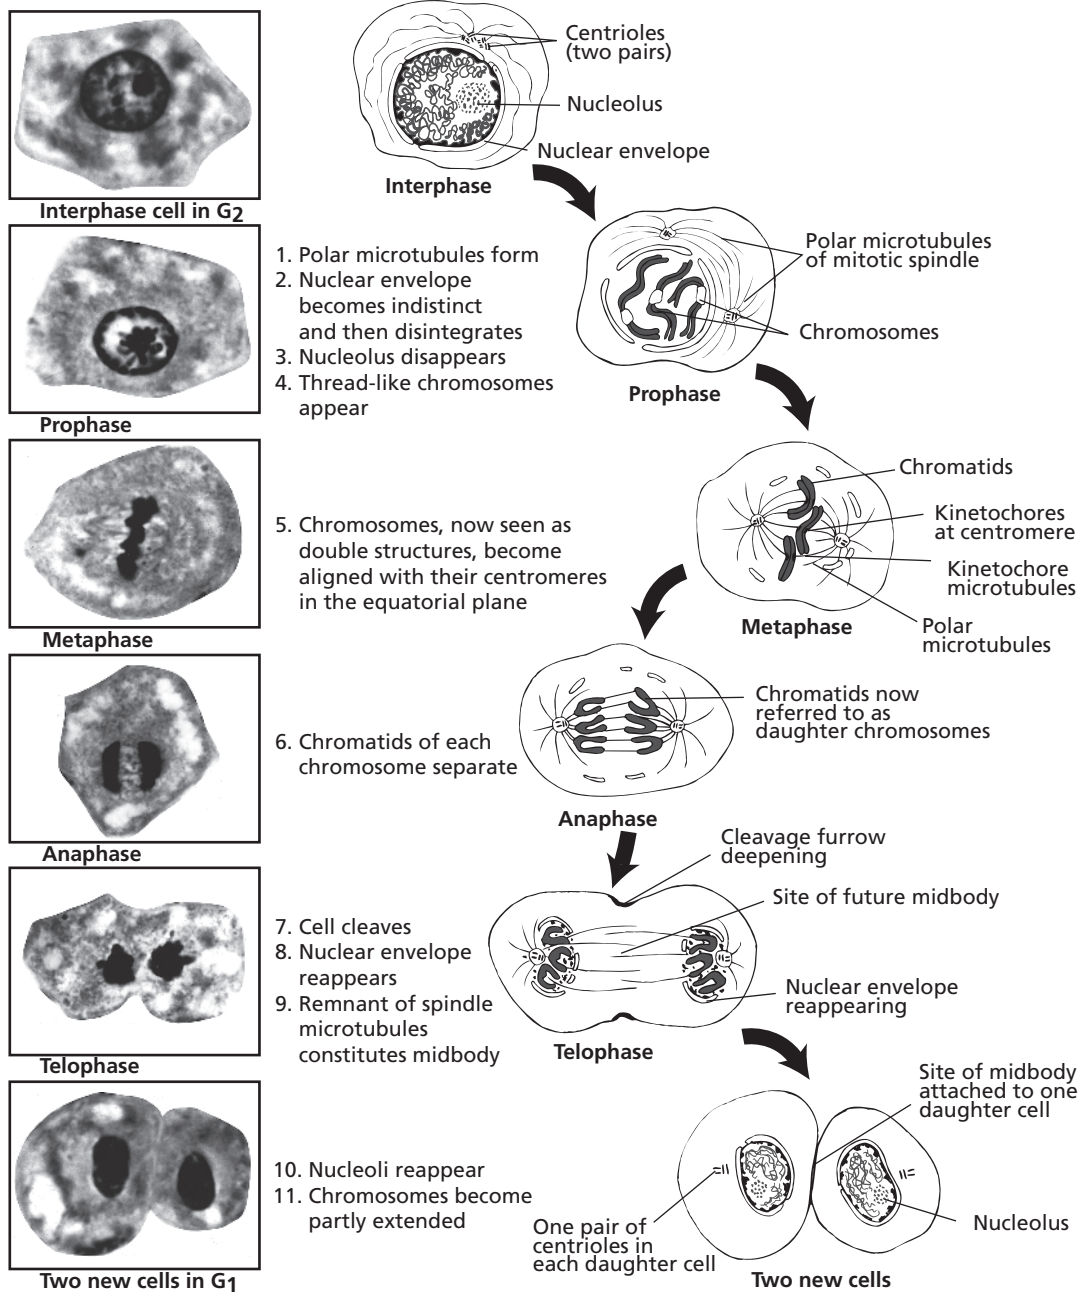 Centrioles
(two pairs)
Nucleolus
Nuclear envelope
Interphase
Interphase cell in G2
1. Polar microtubules form
2. Nuclear envelope
becomes indistinct
and then disintegrates
3. Nucleolus disappears
4. Thread-like chromosomes
appear
Polar microtubules
of mitotic spindle
Chromosomes
Prophase
Prophase
5. Chromosomes, now seen as
double structures, become
aligned with their centromeres
in the equatorial plane
Chromatids
Kinetochores
at centromere
Kinetochore
microtubules
Polar
microtubules
Metaphase
Metaphase
6. Chromatids of each
chromosome separate
Chromatids now
referred to as
daughter chromosomes
Anaphase
Anaphase
Cleavage furrow
deepening
Site of future midbody
7. Cell cleaves
8. Nuclear envelope
reappears
9. Remnant of spindle
microtubules
constitutes midbody
Nuclear envelope
reappearing
Telophase
Telophase
Site of midbody
attached to one
daughter cell
10. Nucleoli reappear
11. Chromosomes become
partly extended
One pair of
centrioles in
each daughter cell
Nucleolus
Two new cells in G1
Two new cells